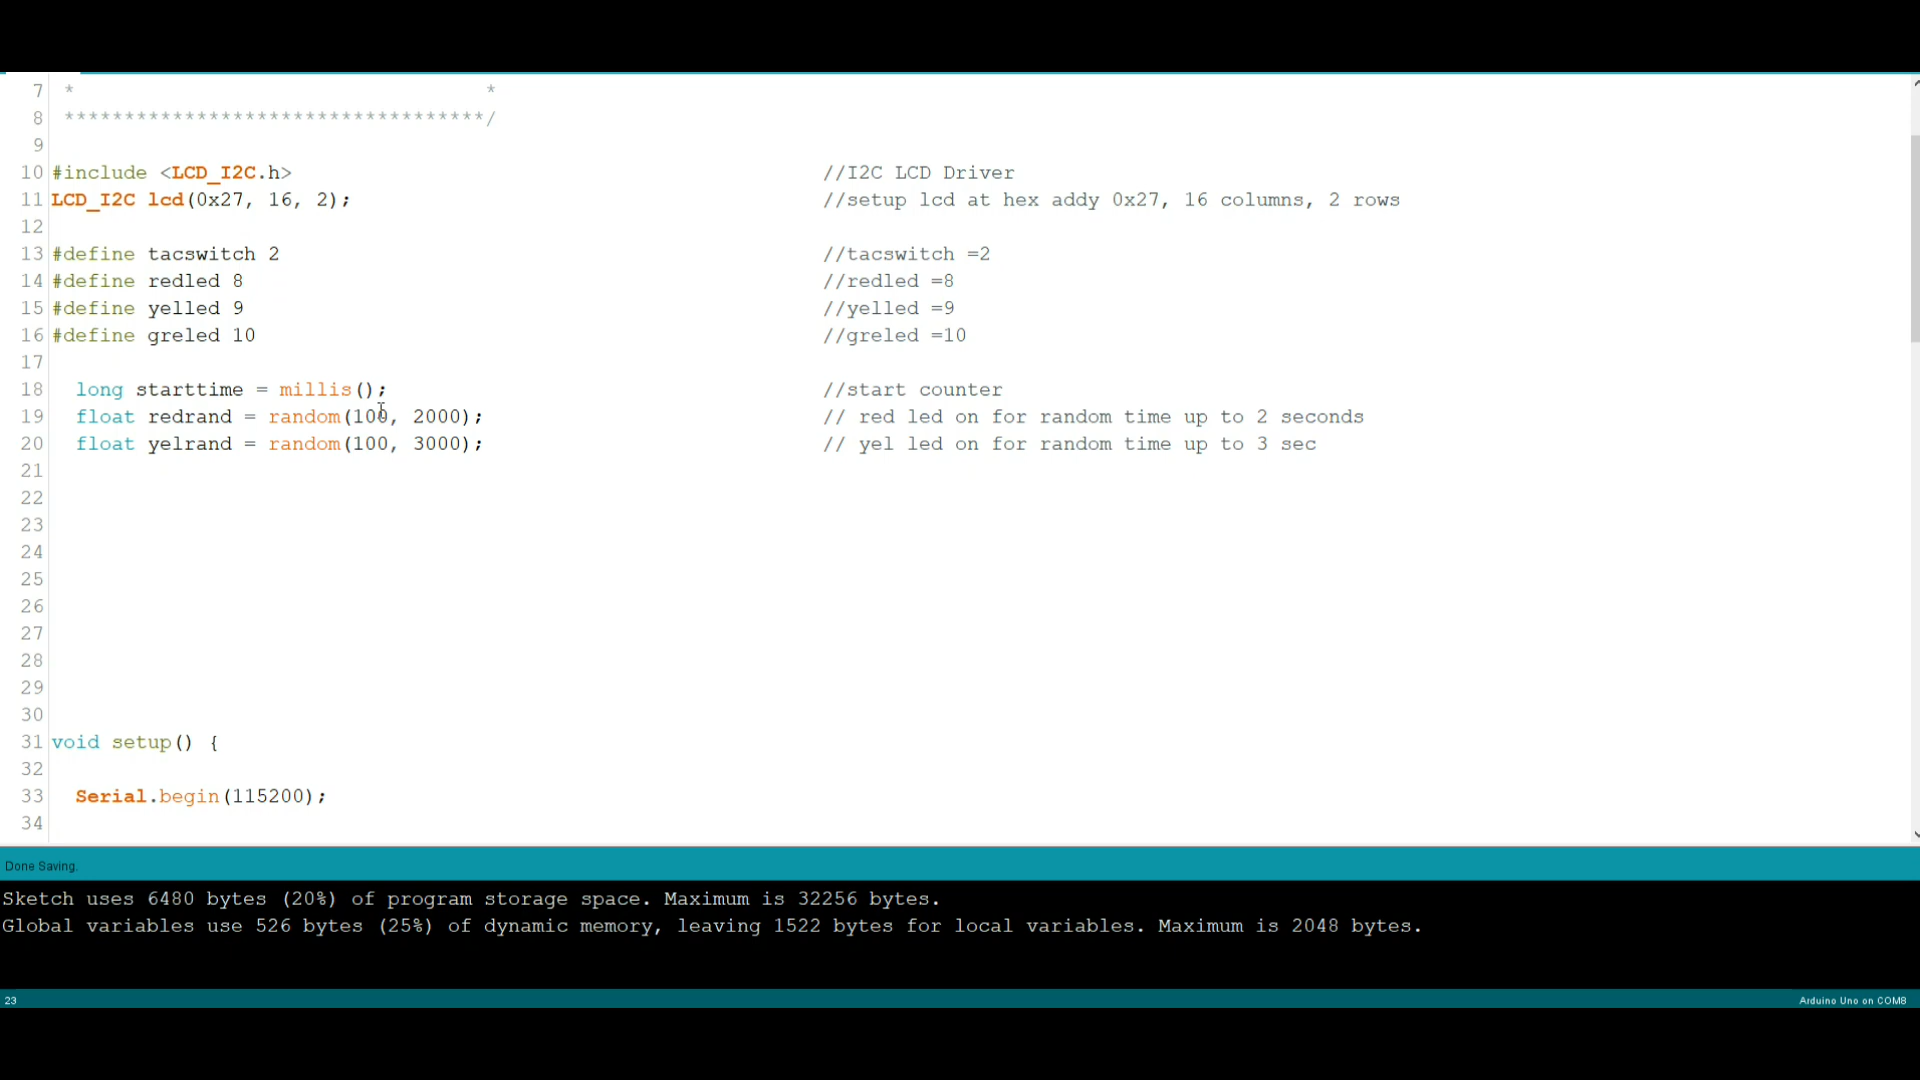 7 * *
8 ***********************************/
9
10 #include <LCD_I2C.h> //I2C LCD Driver
11 LCD_I2C lcd(0x27, 16, 2); //setup lcd at hex addy 0x27, 16 columns, 2 rows
12
13 #define tacswitch 2 //tacswitch =2
14 #define redled 8 //redled =8
15 #define yelled 9 //yelled =9
16 #define greled 10 //greled =10
17
18 long starttime = millis(); //start counter
19 float redrand = random(100, 2000); // red led on for random time up to 2 seconds
20 float yelrand = random(100, 3000); // yel led on for random time up to 3 sec
21
22
23
24
25
26
27
28
29
30
31 void setup() {
32
33 Serial.begin(115200);
34
Done Saving.
Sketch uses 6480 bytes (20%) of program storage space. Maximum is 32256 bytes.
Global variables use 526 bytes (25%) of dynamic memory, leaving 1522 bytes for local variables. Maximum is 2048 bytes.
23 Arduino Uno on COM8